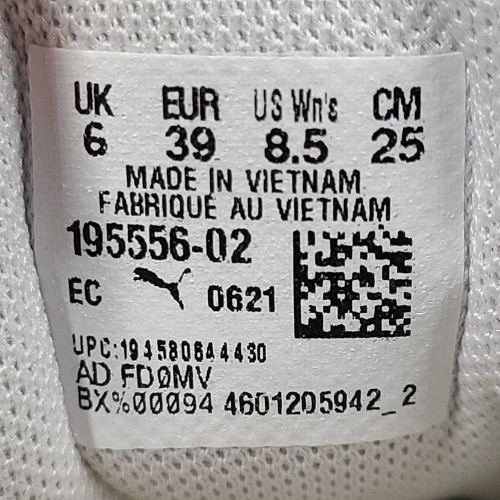 UK EUR US Wn's CM
6 39 8.5 25
MADE IN VIETNAM
FABRIQUÉ AU VIETNAM
195556-02
EC 0621
UPC:1945806A4430
AD FD0MV
BX%00094 4601205942_2